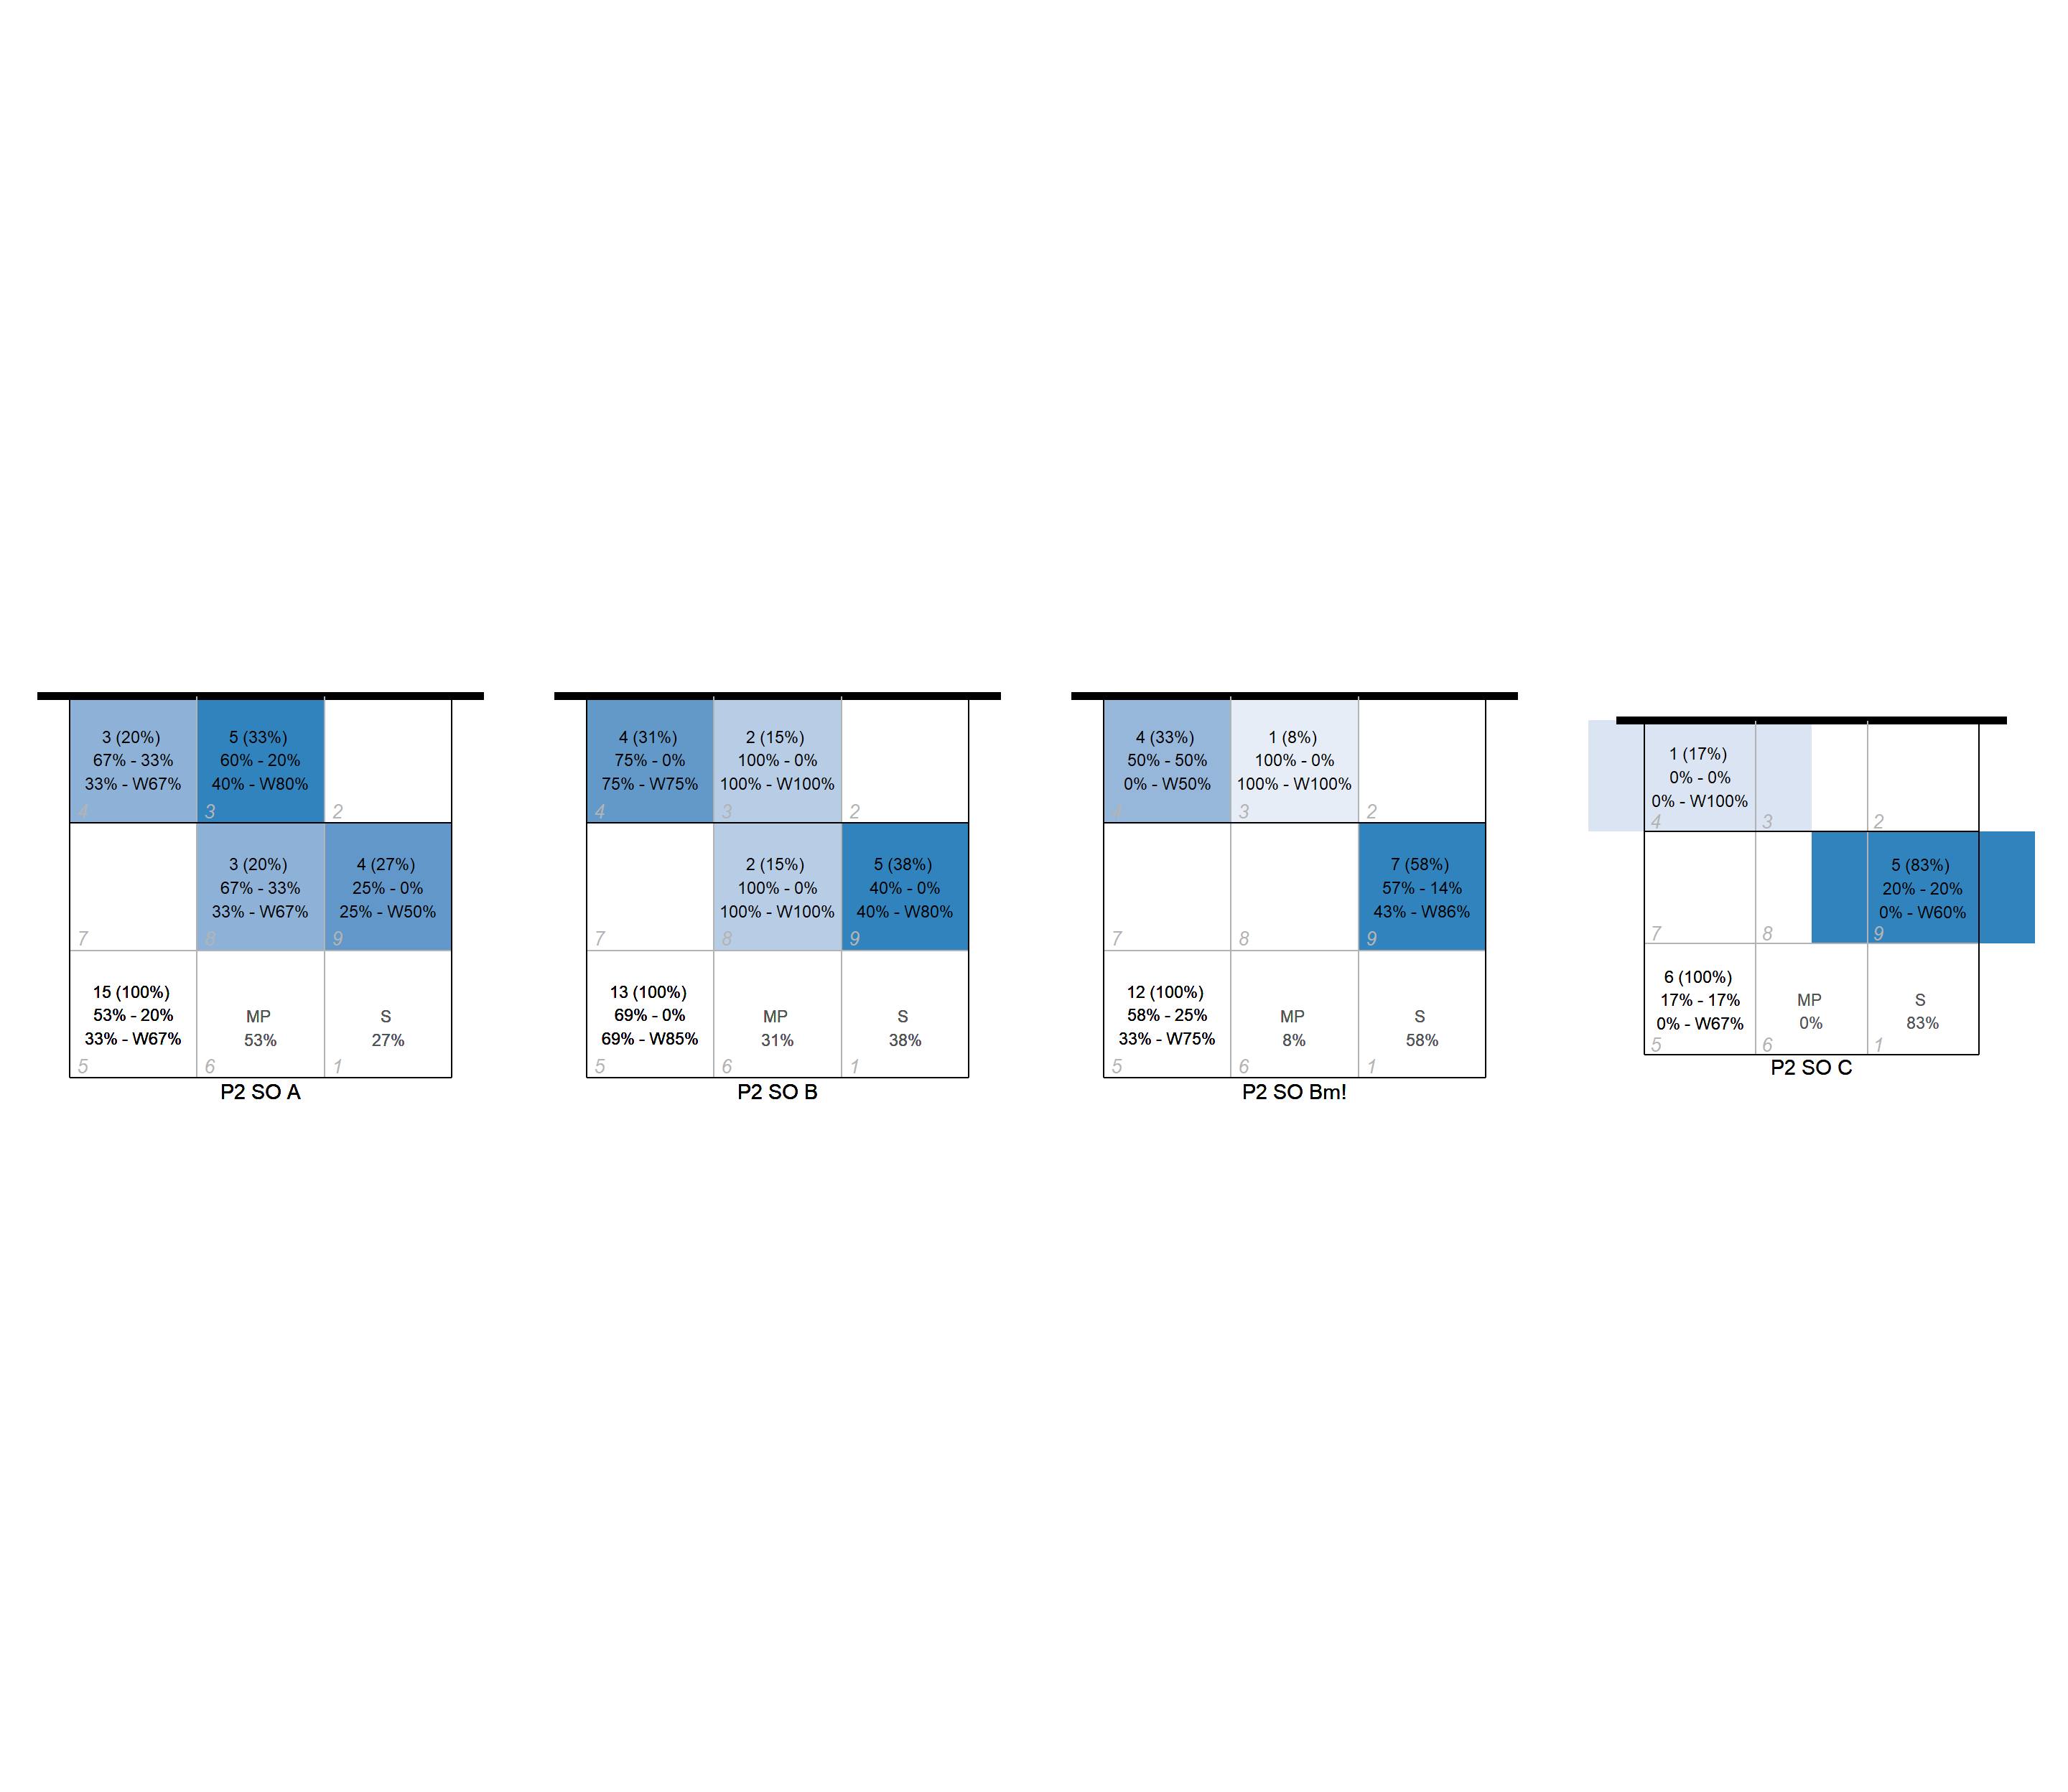 3 (20%)
67% - 33%
33% - W67%
4
5 (33%)
60% - 20%
40% - W80%
3
2
7
3 (20%)
67% - 33%
33% - W67%
8
4 (27%)
25% - 0%
25% - W50%
9
15 (100%)
53% - 20%
33% - W67%
5
MP
53%
6
S
27%
1
P2 SO A
4 (31%)
75% - 0%
75% - W75%
4
2 (15%)
100% - 0%
100% - W100%
3
2
7
2 (15%)
100% - 0%
100% - W100%
8
5 (38%)
40% - 0%
40% - W80%
9
13 (100%)
69% - 0%
69% - W85%
5
MP
31%
6
S
38%
1
P2 SO B
4 (33%)
50% - 50%
0% - W50%
4
1 (8%)
100% - 0%
100% - W100%
3
2
7
8
7 (58%)
57% - 14%
43% - W86%
9
12 (100%)
58% - 25%
33% - W75%
5
MP
8%
6
S
58%
1
P2 SO Bm!
1 (17%)
0% - 0%
0% - W100%
4
3
2
7
8
5 (83%)
20% - 20%
0% - W60%
9
6 (100%)
17% - 17%
0% - W67%
5
MP
0%
6
S
83%
1
P2 SO C